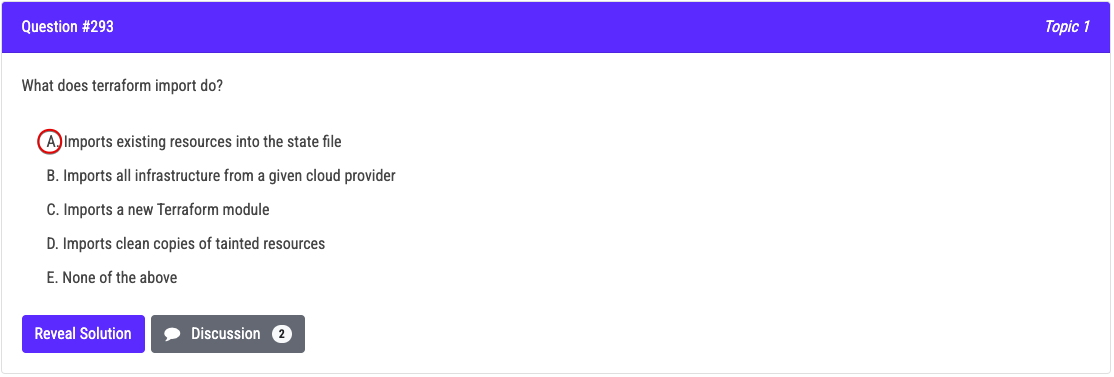 Question #293
Topic 1
What does terraform import do?
A. Imports existing resources into the state file
B. Imports all infrastructure from a given cloud provider
C. Imports a new Terraform module
D. Imports clean copies of tainted resources
E. None of the above
Reveal Solution
Discussion 2